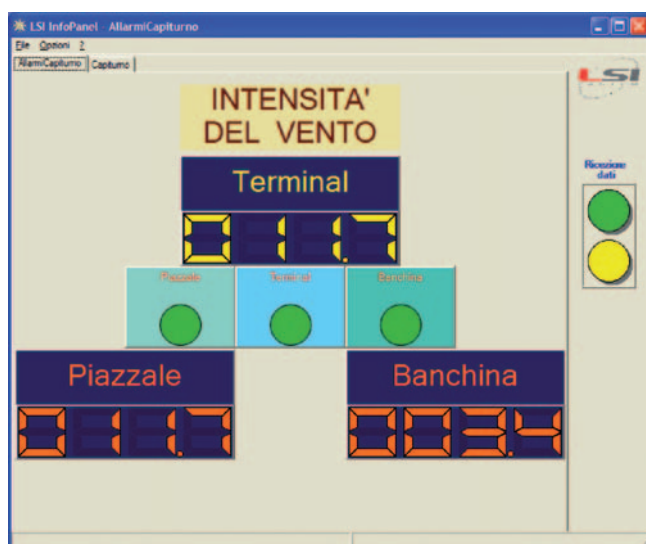 LSI InfoPanel - AllarmiCapiturno
File Opzioni ?
AllarmiCapiturno Capiturno
LSI
INTENSITA'
DEL VENTO
Terminal
011.7
Ricezione
dati
Piazzale Terminal Banchina
Piazzale
011.7
Banchina
003.4